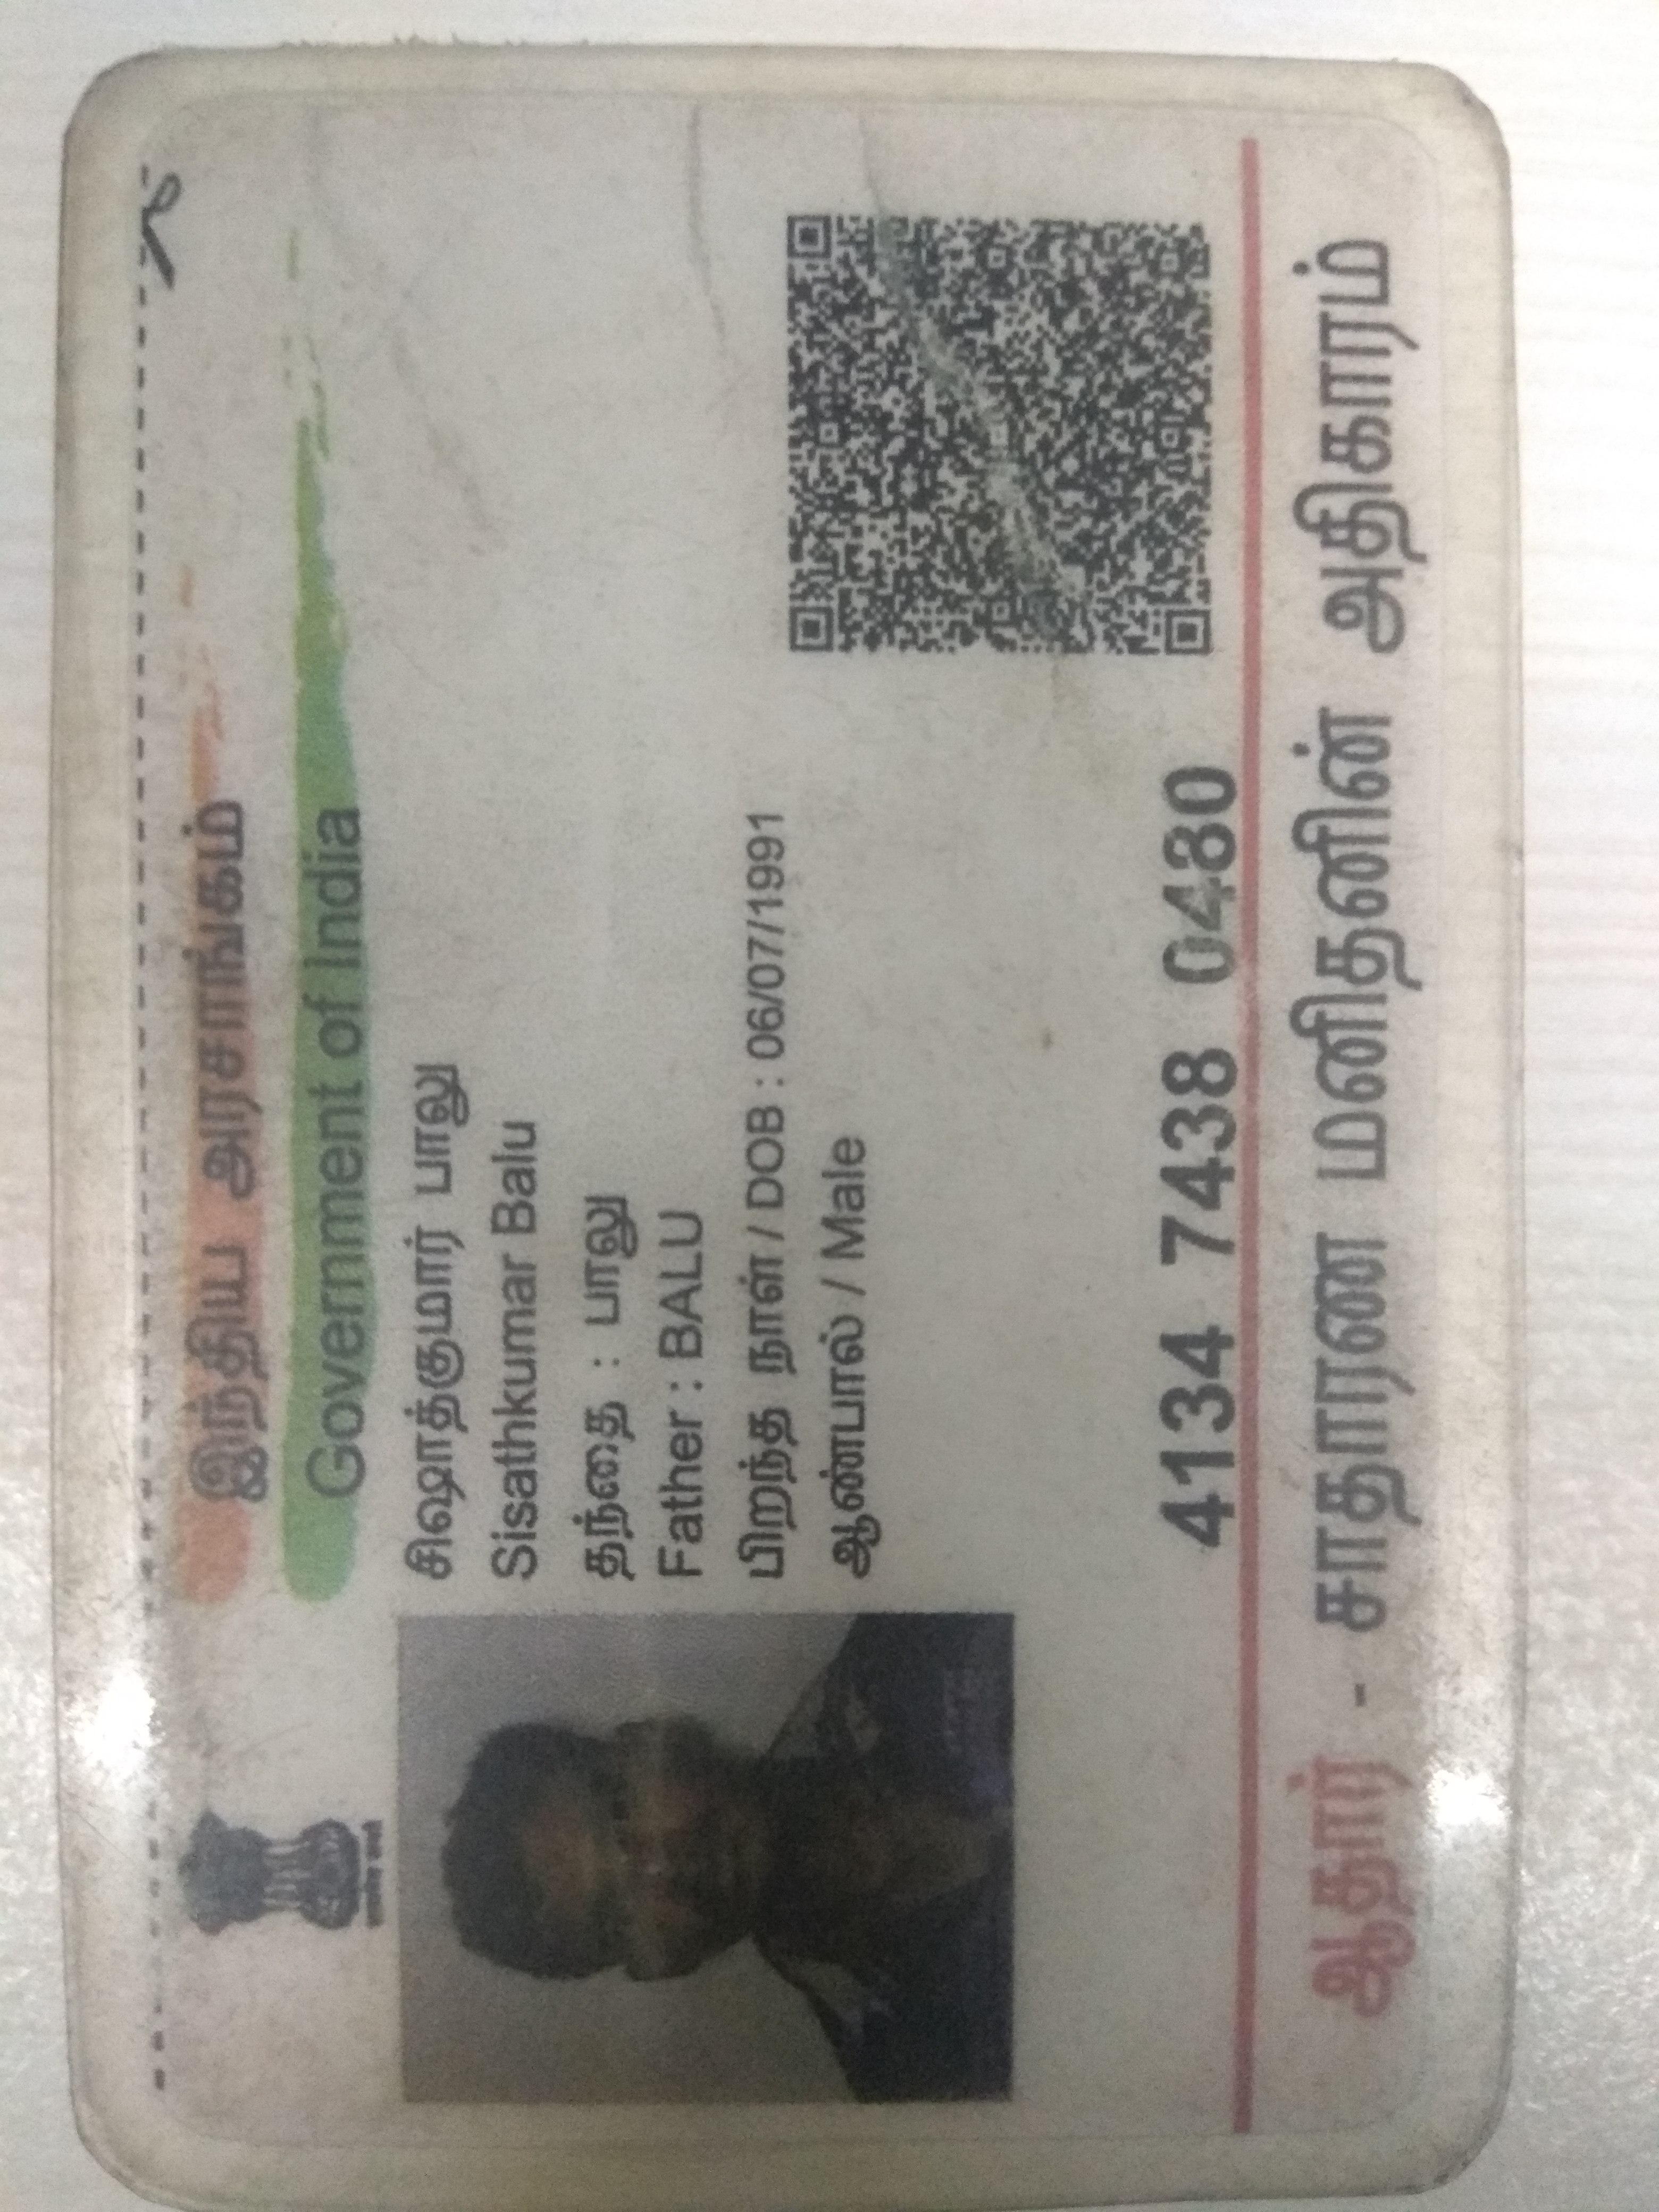 இந்திய அரசாங்கம்
Government of India
சிஷாத்குமார் பாலு
Sisathkumar Balu
தந்தை : பாலு
Father : BALU
பிறந்த நாள் / DOB : 06/07/1991
ஆண்பால் / Male
4134 7438 0480
ஆதார் - சாதாரண மனிதனின் அதிகாரம்